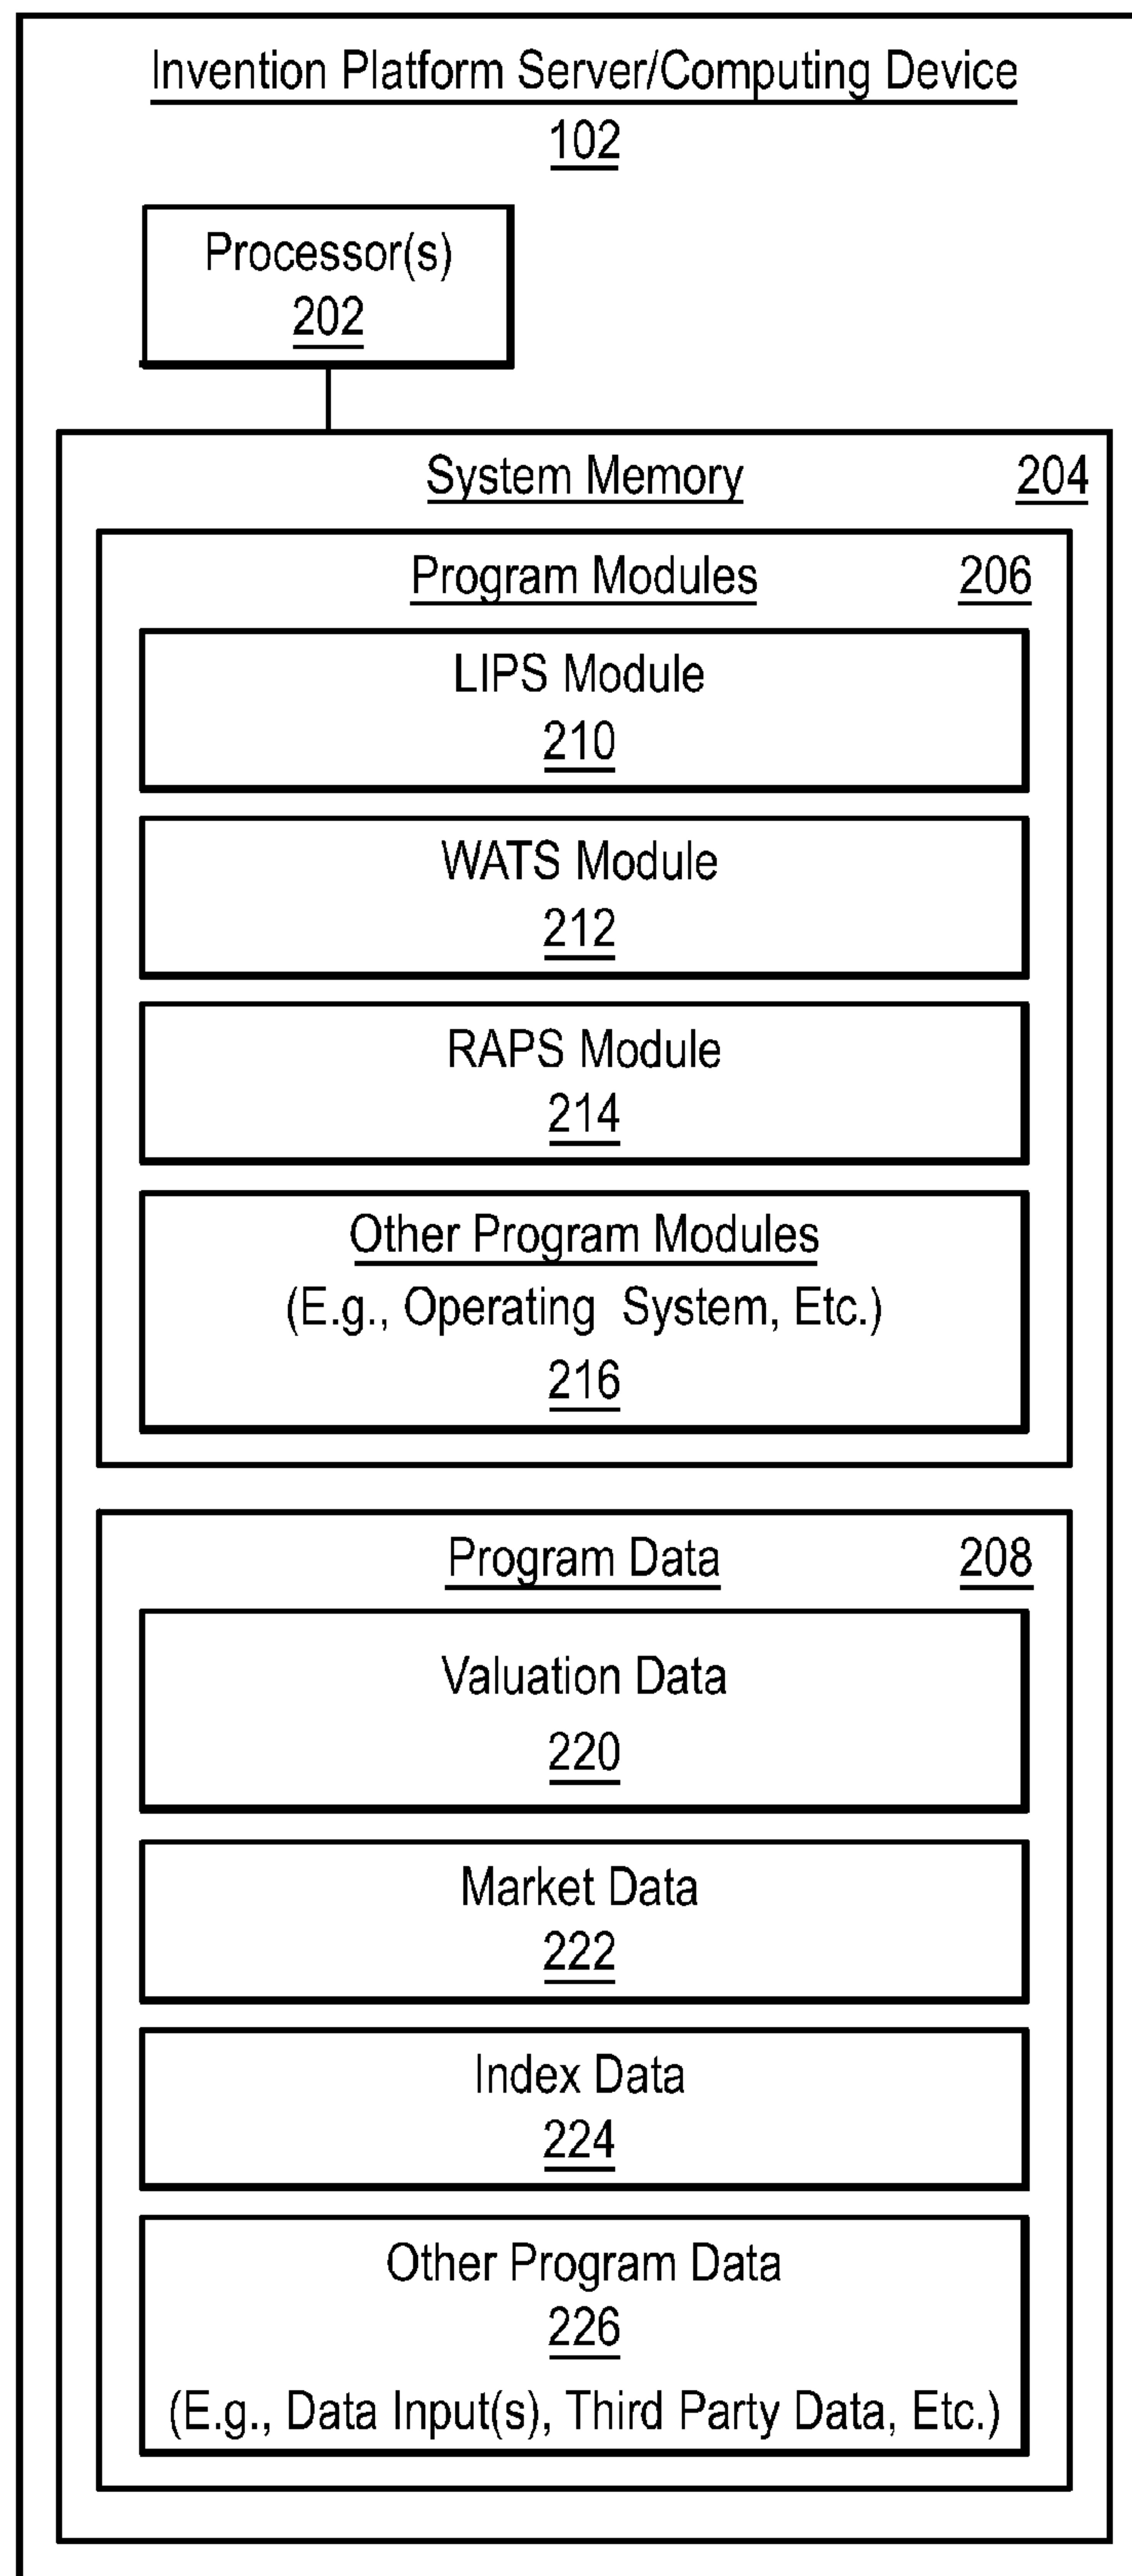 Invention Platform Server/Computing Device
102
Processor(s)
202
System Memory 204
Program Modules 206
LIPS Module
210
WATS Module
212
RAPS Module
214
Other Program Modules
(E.g., Operating System, Etc.)
216
Program Data 208
Valuation Data
220
Market Data
222
Index Data
224
Other Program Data
226
(E.g., Data Input(s), Third Party Data, Etc.)